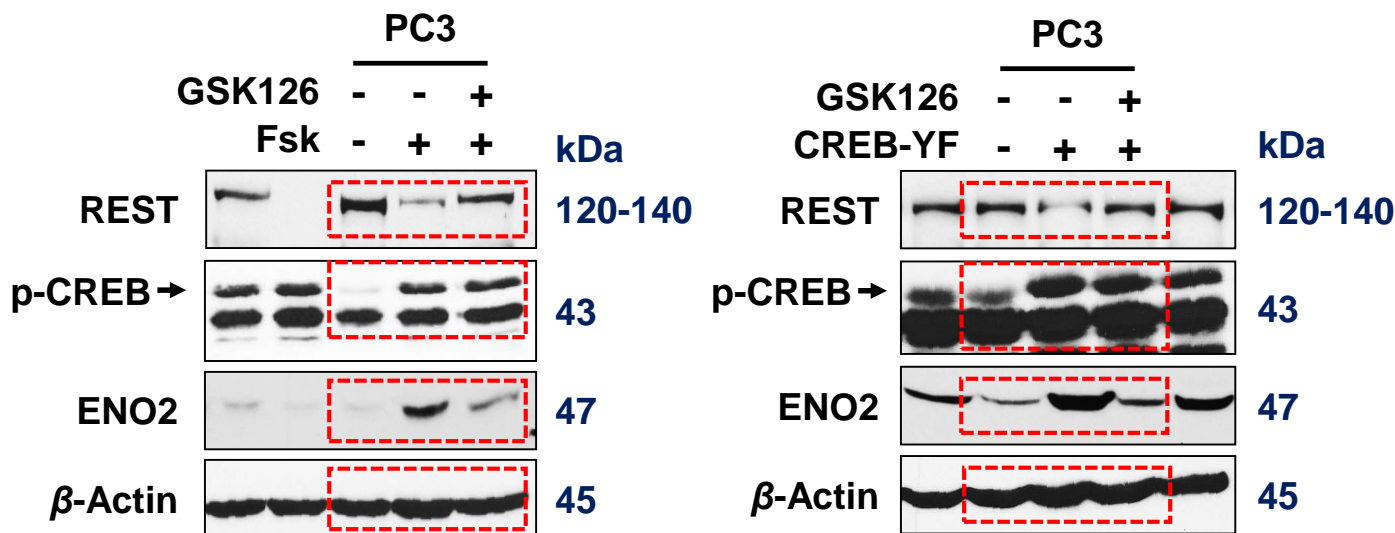 PC3
GSK126 - - +
Fsk - + + kDa
REST 120-140
p-CREB 43
ENO2 47
β-Actin 45
PC3
GSK126 - - +
CREB-YF - + + kDa
REST 120-140
p-CREB 43
ENO2 47
β-Actin 45